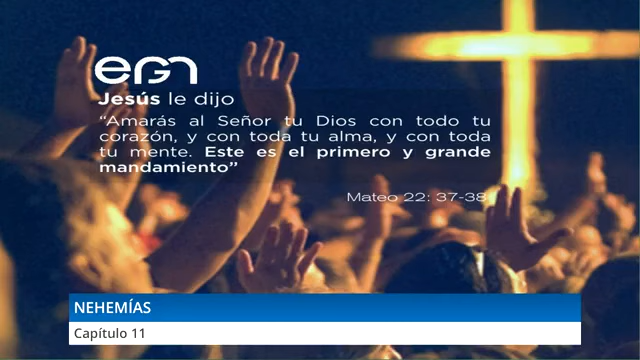 ern
Jesús le dijo
“Amarás al Señor tu Dios con todo tu
corazón, y con toda tu alma, y con toda
tu mente. Este es el primero y grande
mandamiento”
Mateo 22: 37-38
NEHEMÍAS
Capítulo 11